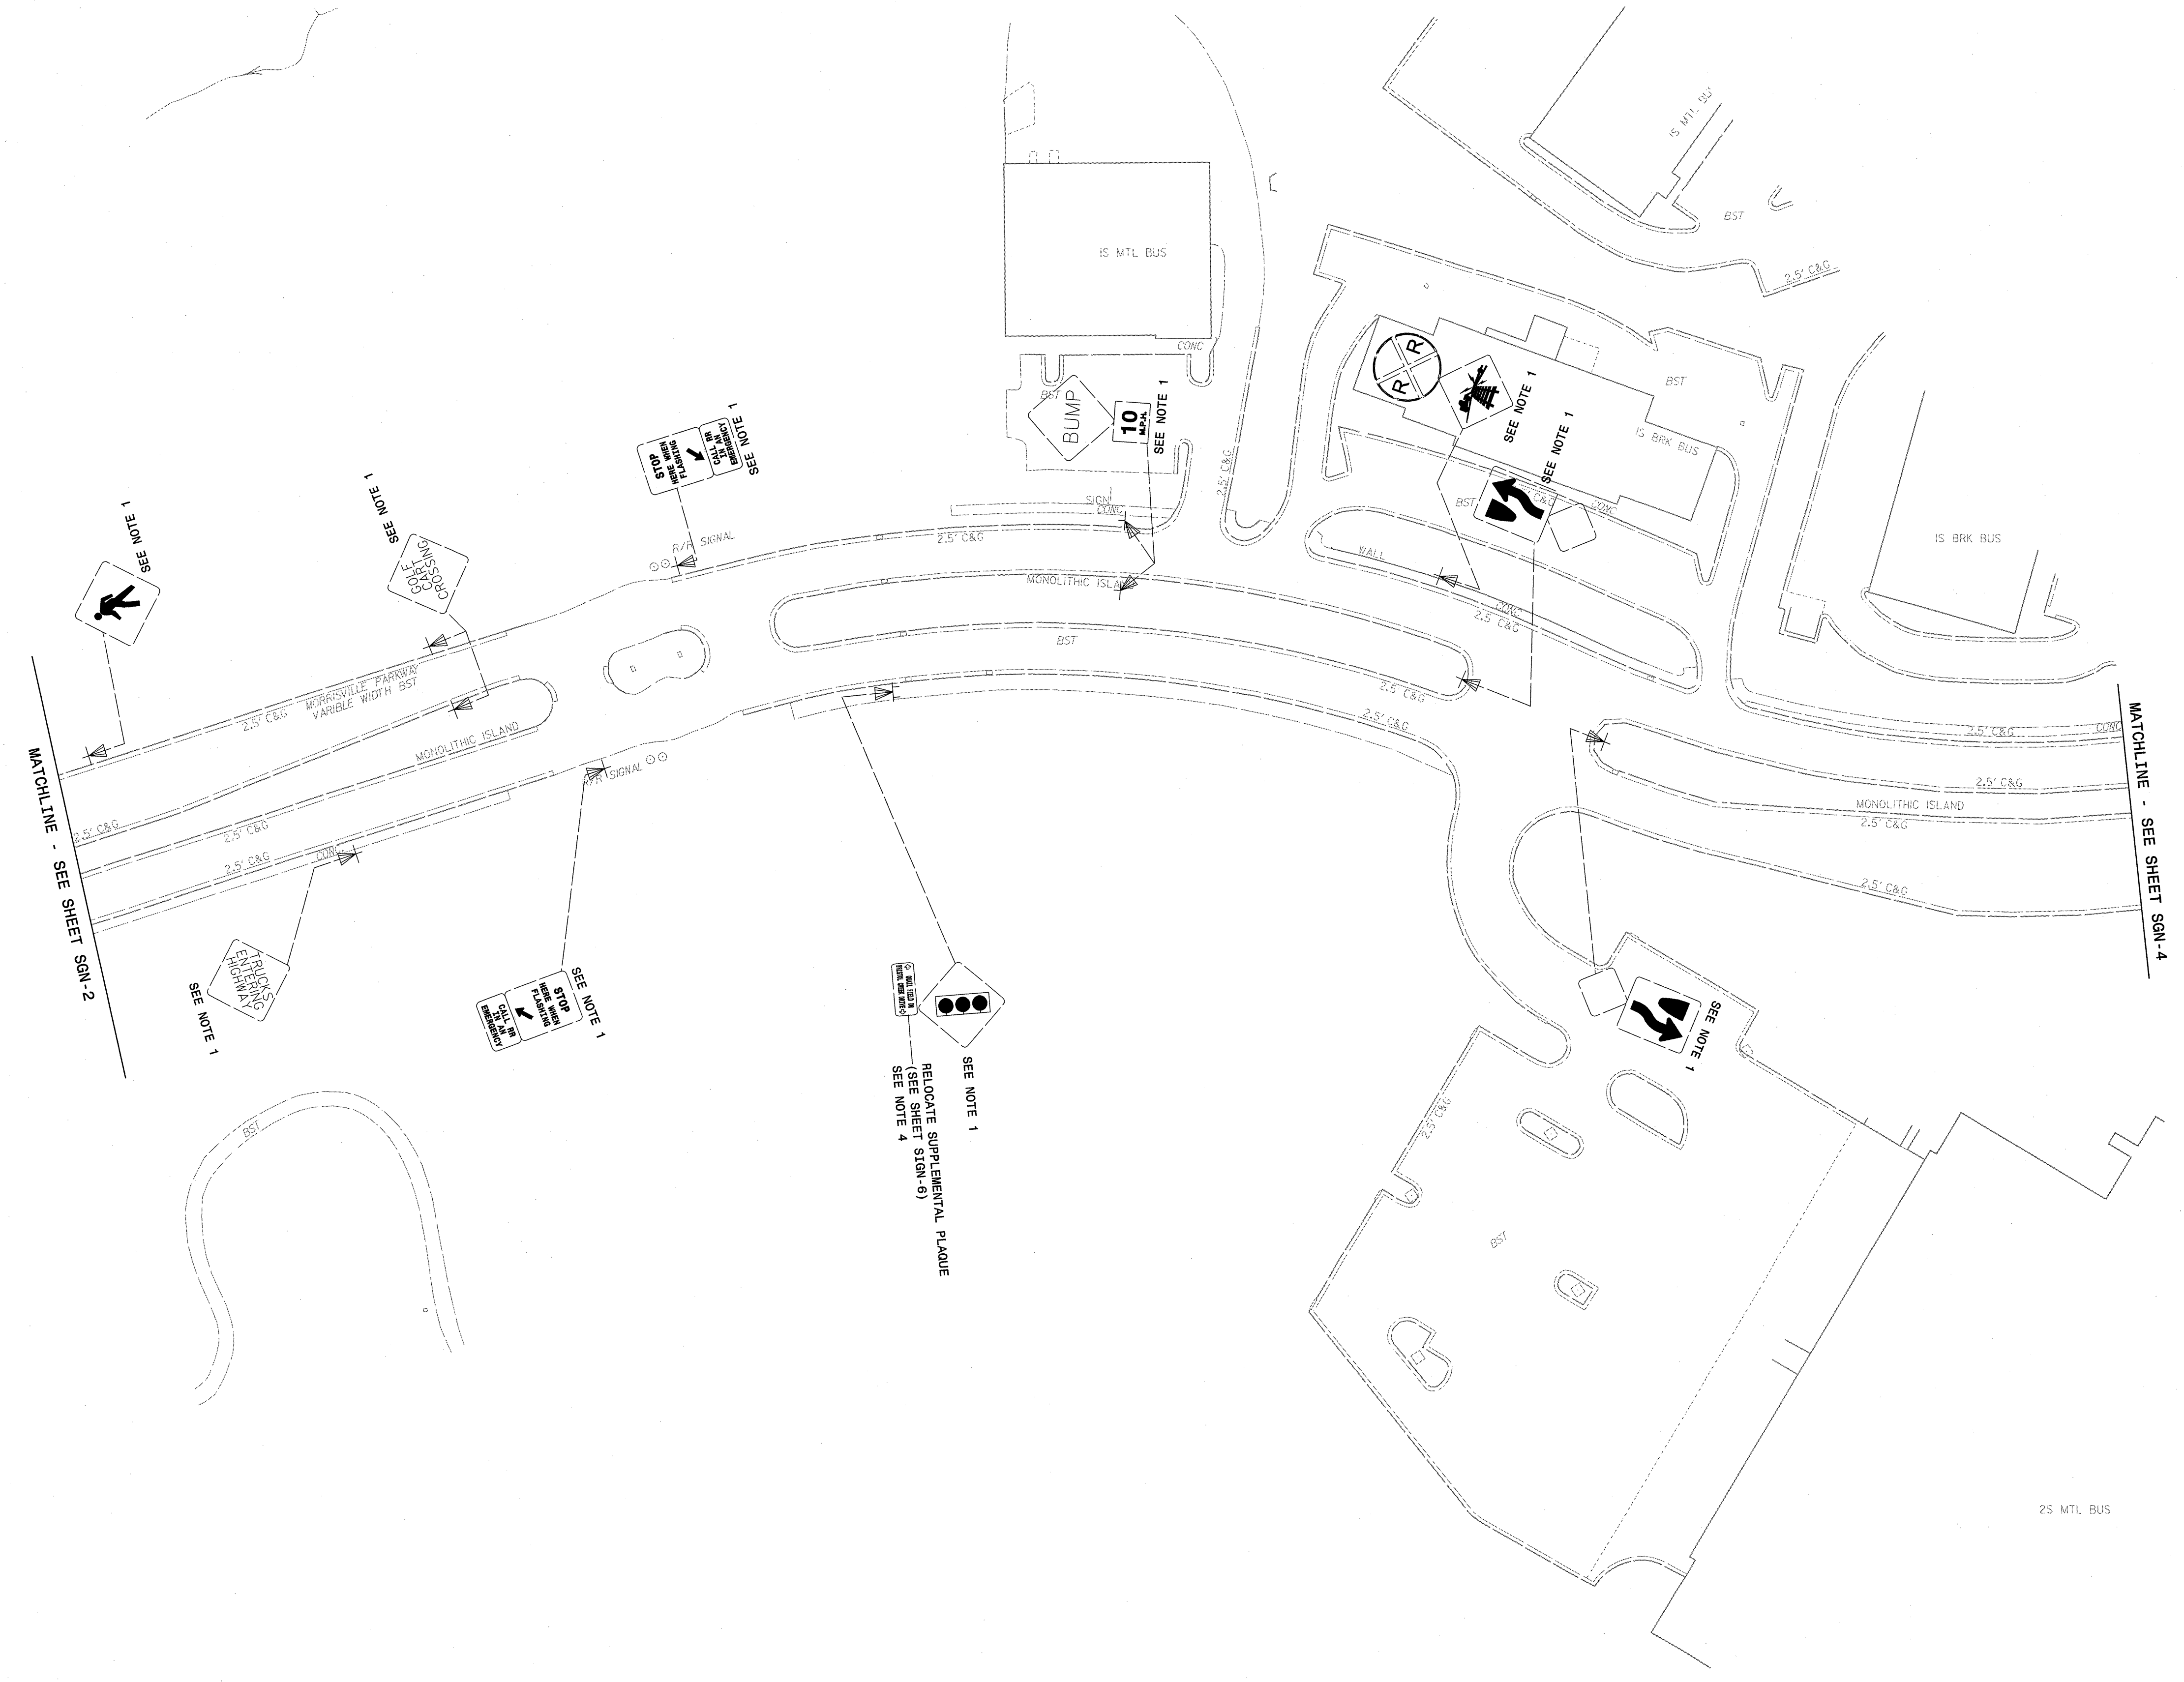 IS MTL BUS
BST
2.5' C&G
IS MTL BUS
CONC
BST
BUMP
10
M.P.H.
SEE NOTE 1
R
R
SEE NOTE 1
SEE NOTE 1
BST
IS BRK BUS
2.5' C&G
BST
2.5' C&G
CONC
IS BRK BUS
STOP
HERE WHEN
FLASHING
CALL RR
IN AN
EMERGENCY
SEE NOTE 1
SEE NOTE 1
GOLF
CART
CROSSING
SEE NOTE 1
R/R SIGNAL
SIGN
CONC
2.5' C&G
MONOLITHIC ISLAND
BST
WALL
CONC
2.5' C&G
2.5' C&G
2.5' C&G
MORRISVILLE PARKWAY
VARIBLE WIDTH BST
2.5' C&G
MONOLITHIC ISLAND
2.5' C&G
2.5' C&G
2.5' C&G
CONC
R/R SIGNAL
MATCHLINE - SEE SHEET SGN-2
2.5' C&G
CONC
2.5' C&G
MONOLITHIC ISLAND
2.5' C&G
2.5' C&G
MATCHLINE - SEE SHEET SGN-4
TRUCKS
ENTERING
HIGHWAY
SEE NOTE 1
STOP
HERE WHEN
FLASHING
CALL RR
IN AN
EMERGENCY
SEE NOTE 1
SEE NOTE 1
RELOCATE SUPPLEMENTAL PLAQUE
(SEE SHEET SIGN-6)
SEE NOTE 4
SEE NOTE 1
BST
2.5' C&G
BST
2S MTL BUS